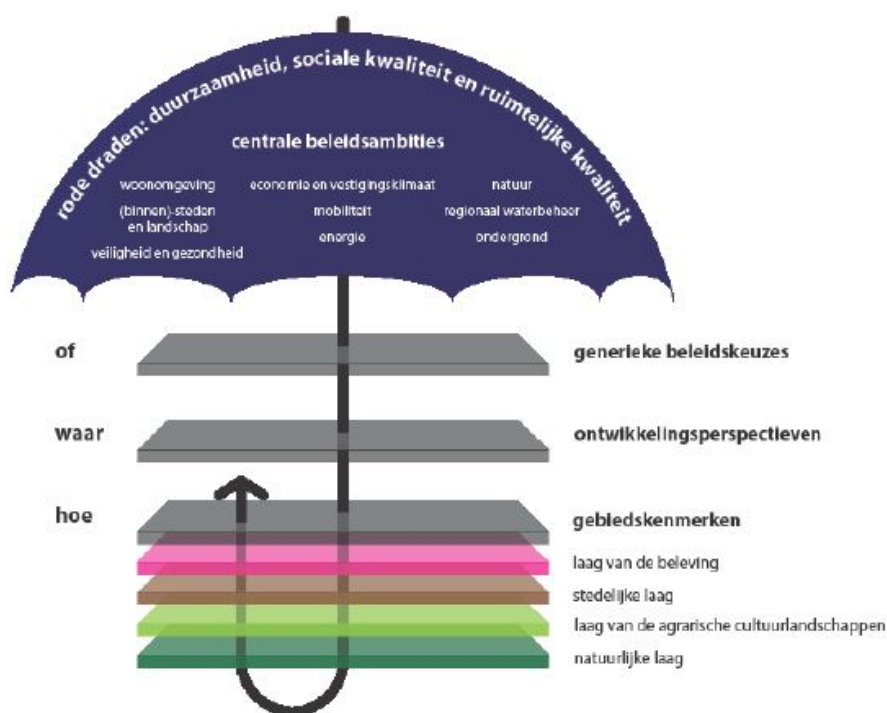 rode draden: duurzaamheid, sociale kwaliteit en ruimtelijke kwaliteit
centrale beleidsambities
woonomgeving
(binnen)-steden
en landschap
veiligheid en gezondheid
economie en vestigingsklimaat
mobiliteit
energie
natuur
regionaal waterbeheer
ondergrond
of
generieke beleidskeuzes
waar
ontwikkelingsperspectieven
hoe
gebiedskenmerken
laag van de beleving
stedelijke laag
laag van de agrarische cultuurlandschappen
natuurlijke laag